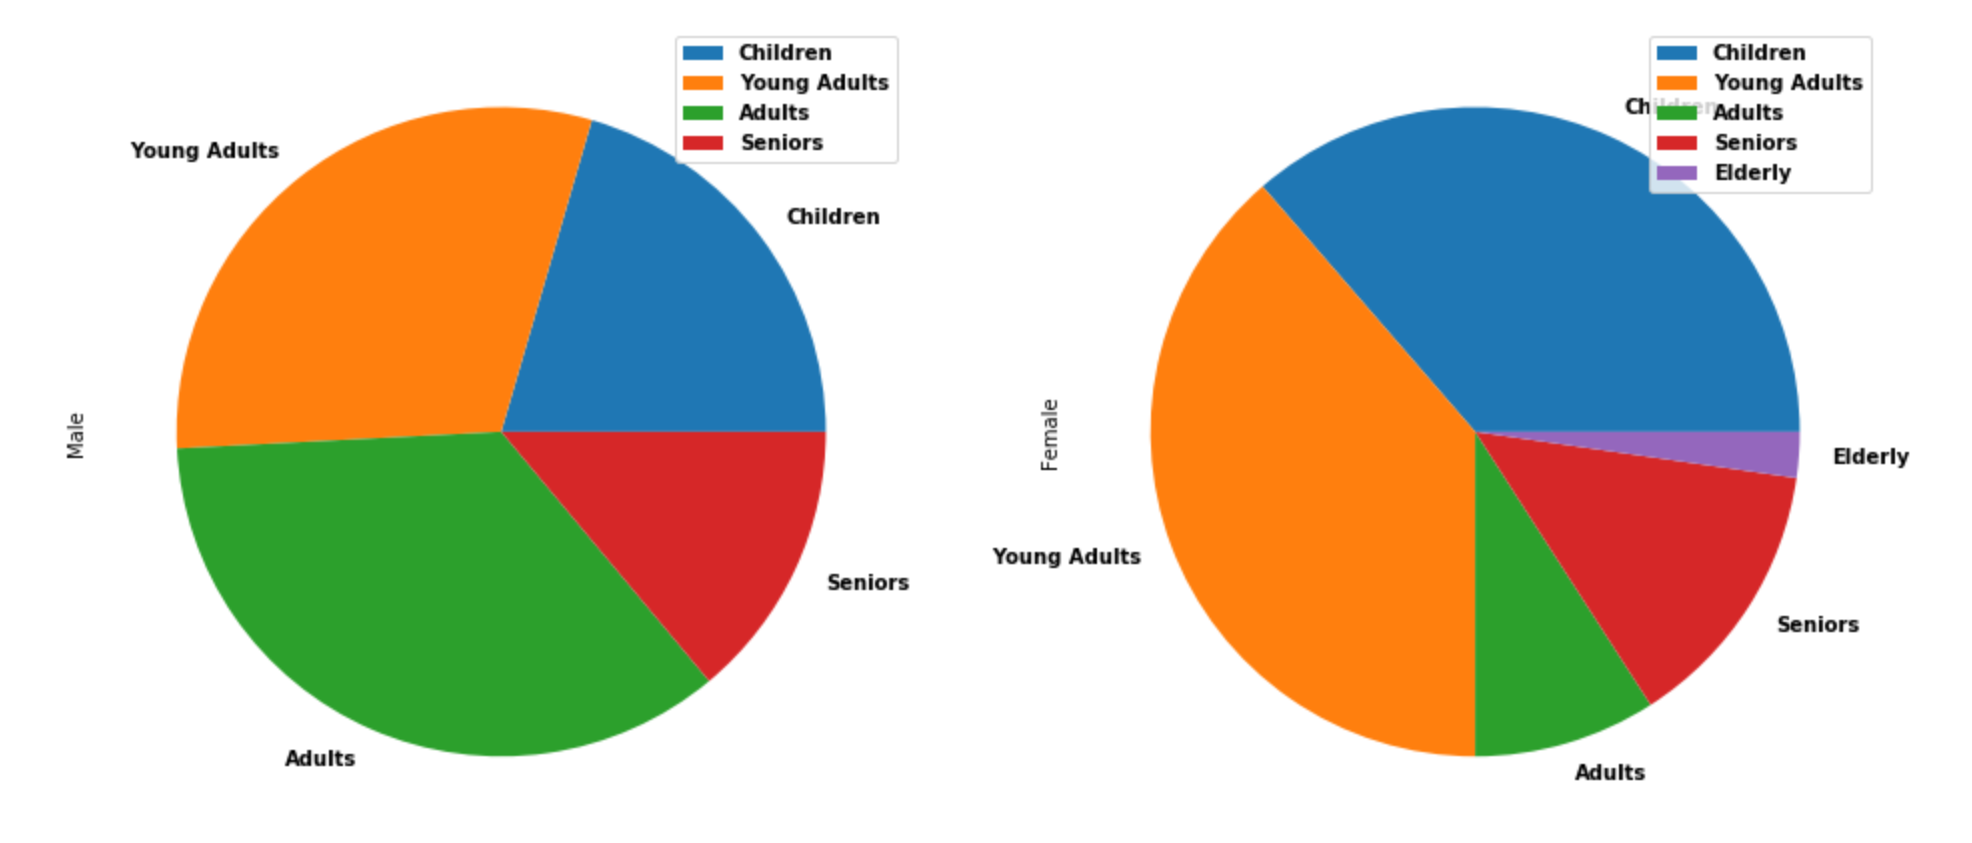 Children
Young Adults
Adults
Seniors
Young Adults
Children
Male
Seniors
Adults
Children
Young Adults
Children
Adults
Seniors
Elderly
Female
Elderly
Young Adults
Seniors
Adults